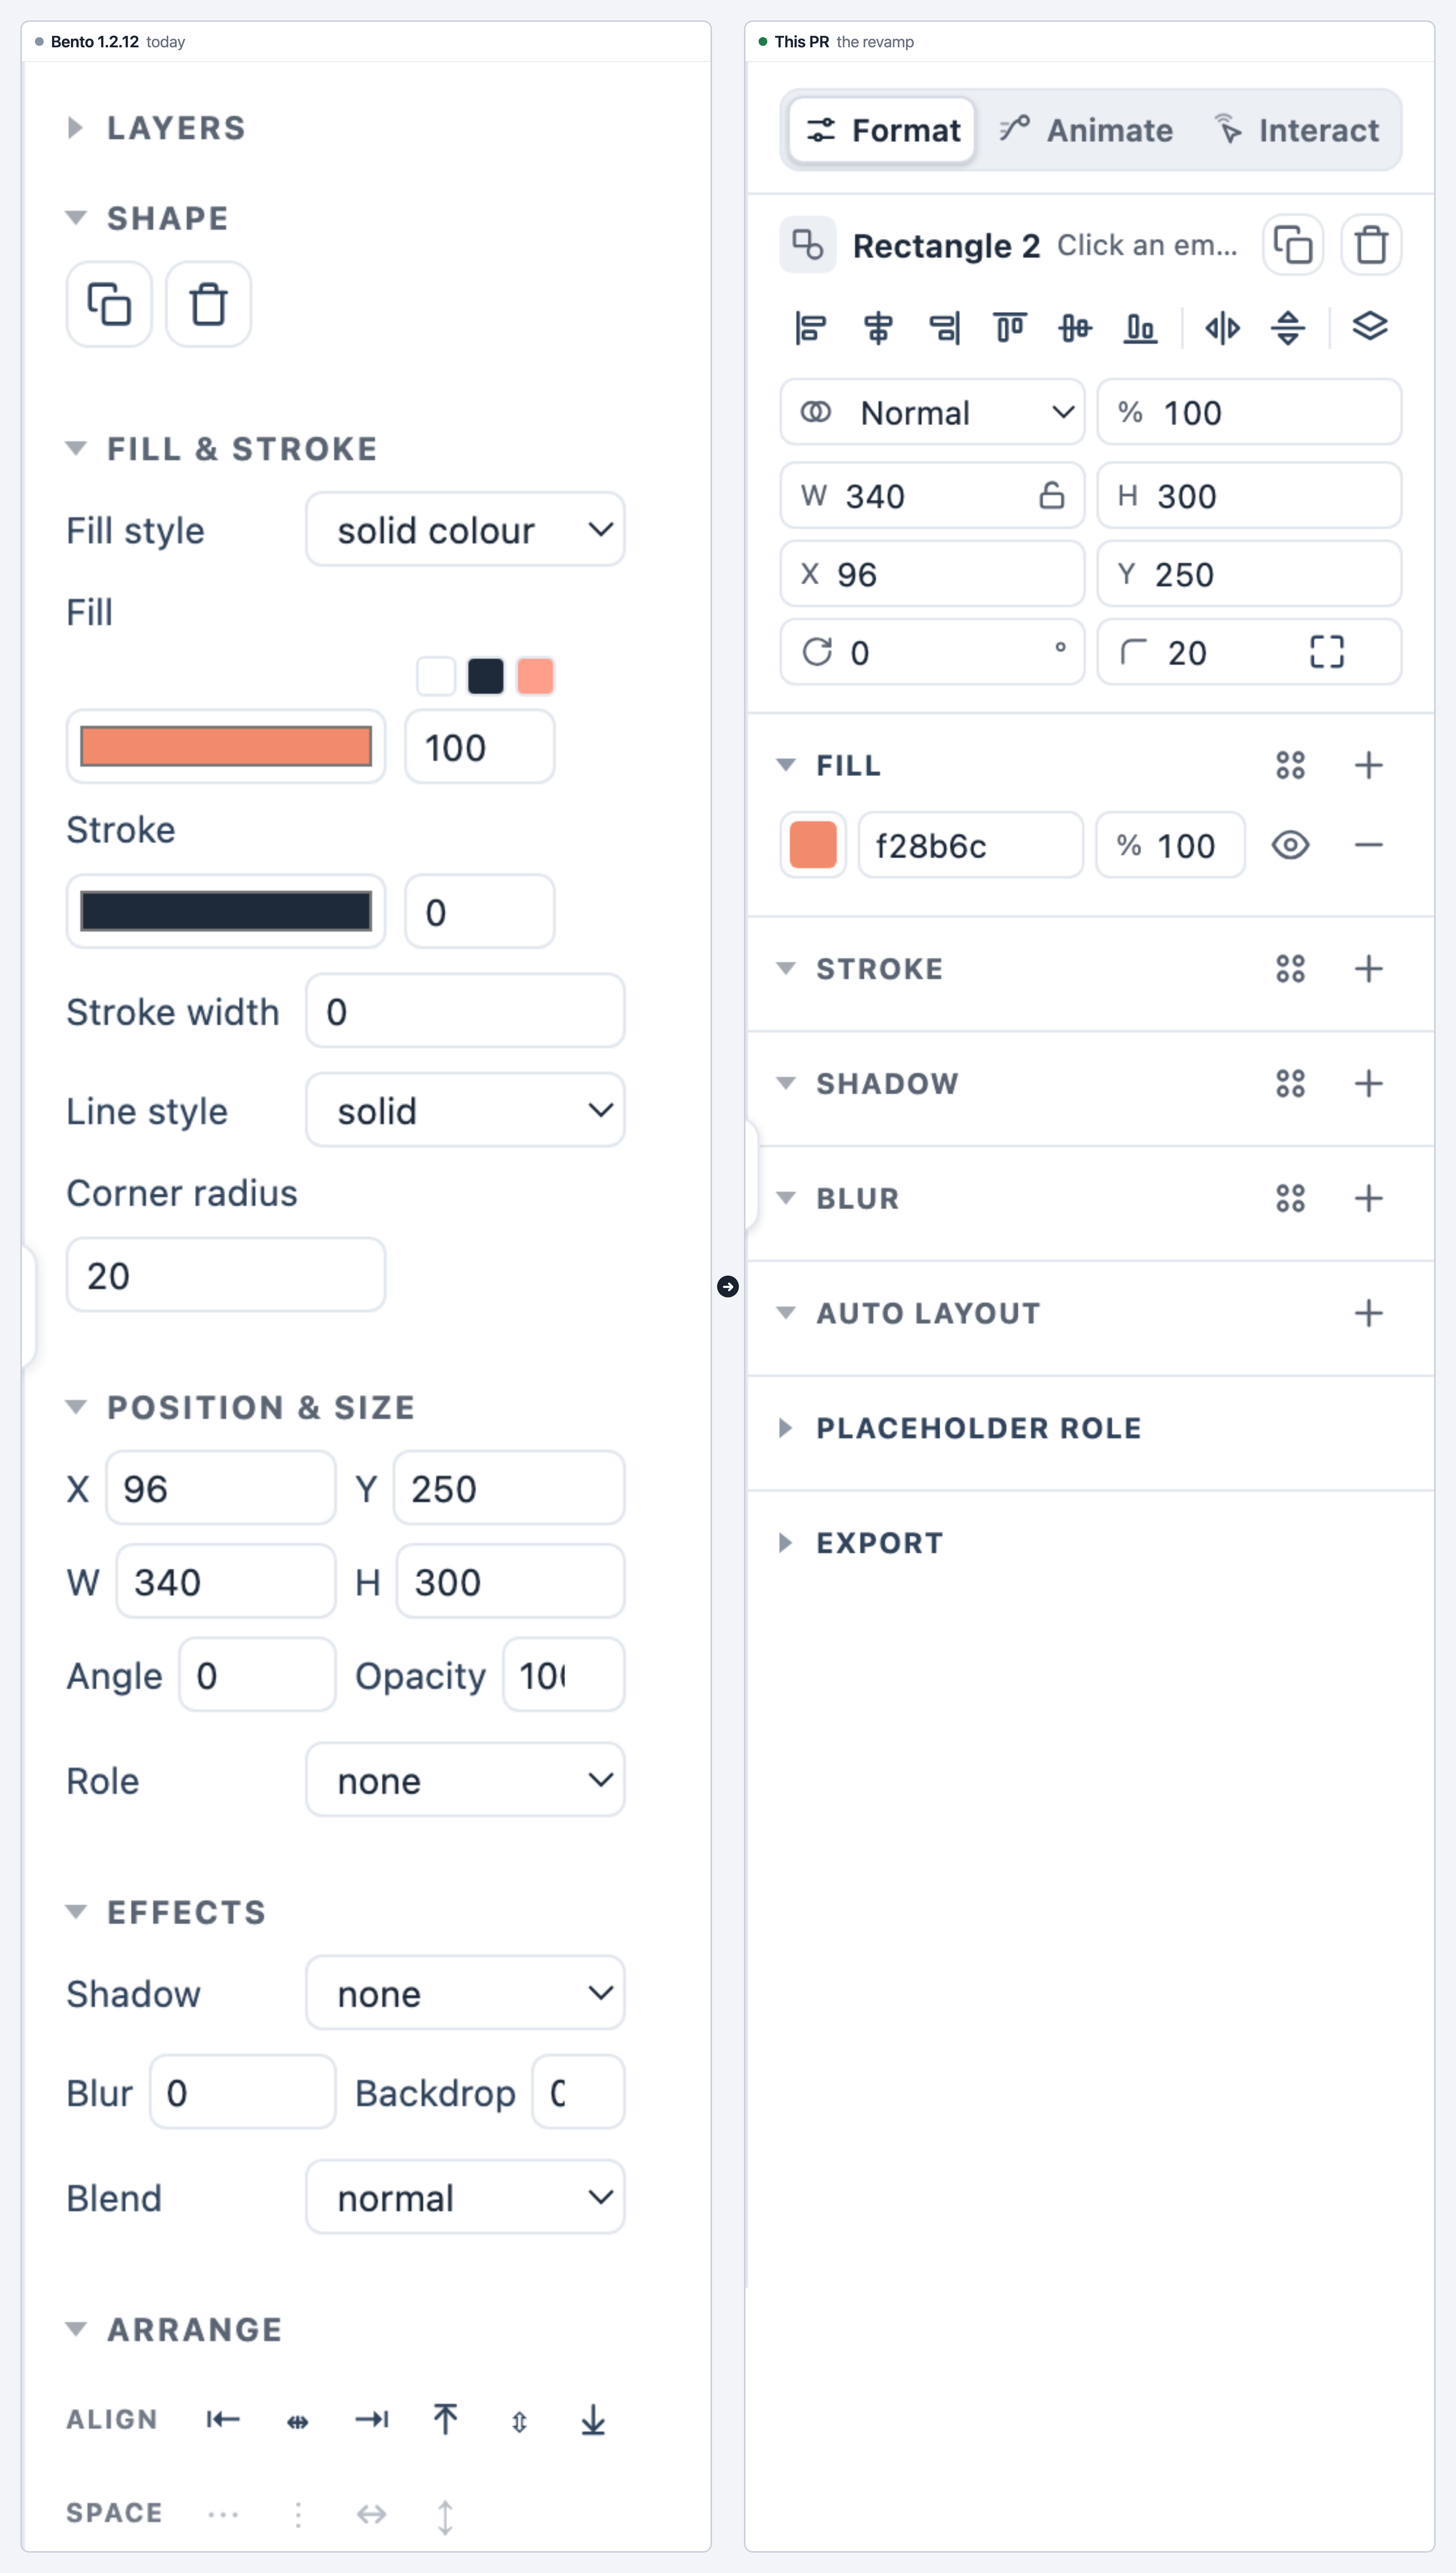 Bento 1.2.12 today
LAYERS
SHAPE
FILL & STROKE
Fill style solid colour
Fill
100
Stroke
0
Stroke width 0
Line style solid
Corner radius
20
POSITION & SIZE
X 96 Y 250
W 340 H 300
Angle 0 Opacity 100
Role none
EFFECTS
Shadow none
Blur 0 Backdrop 0
Blend normal
ARRANGE
ALIGN
SPACE
This PR the revamp
Format Animate Interact
Rectangle 2 Click an em...
Normal % 100
W 340 H 300
X 96 Y 250
0 ° 20
FILL
f28b6c % 100
STROKE
SHADOW
BLUR
AUTO LAYOUT
PLACEHOLDER ROLE
EXPORT